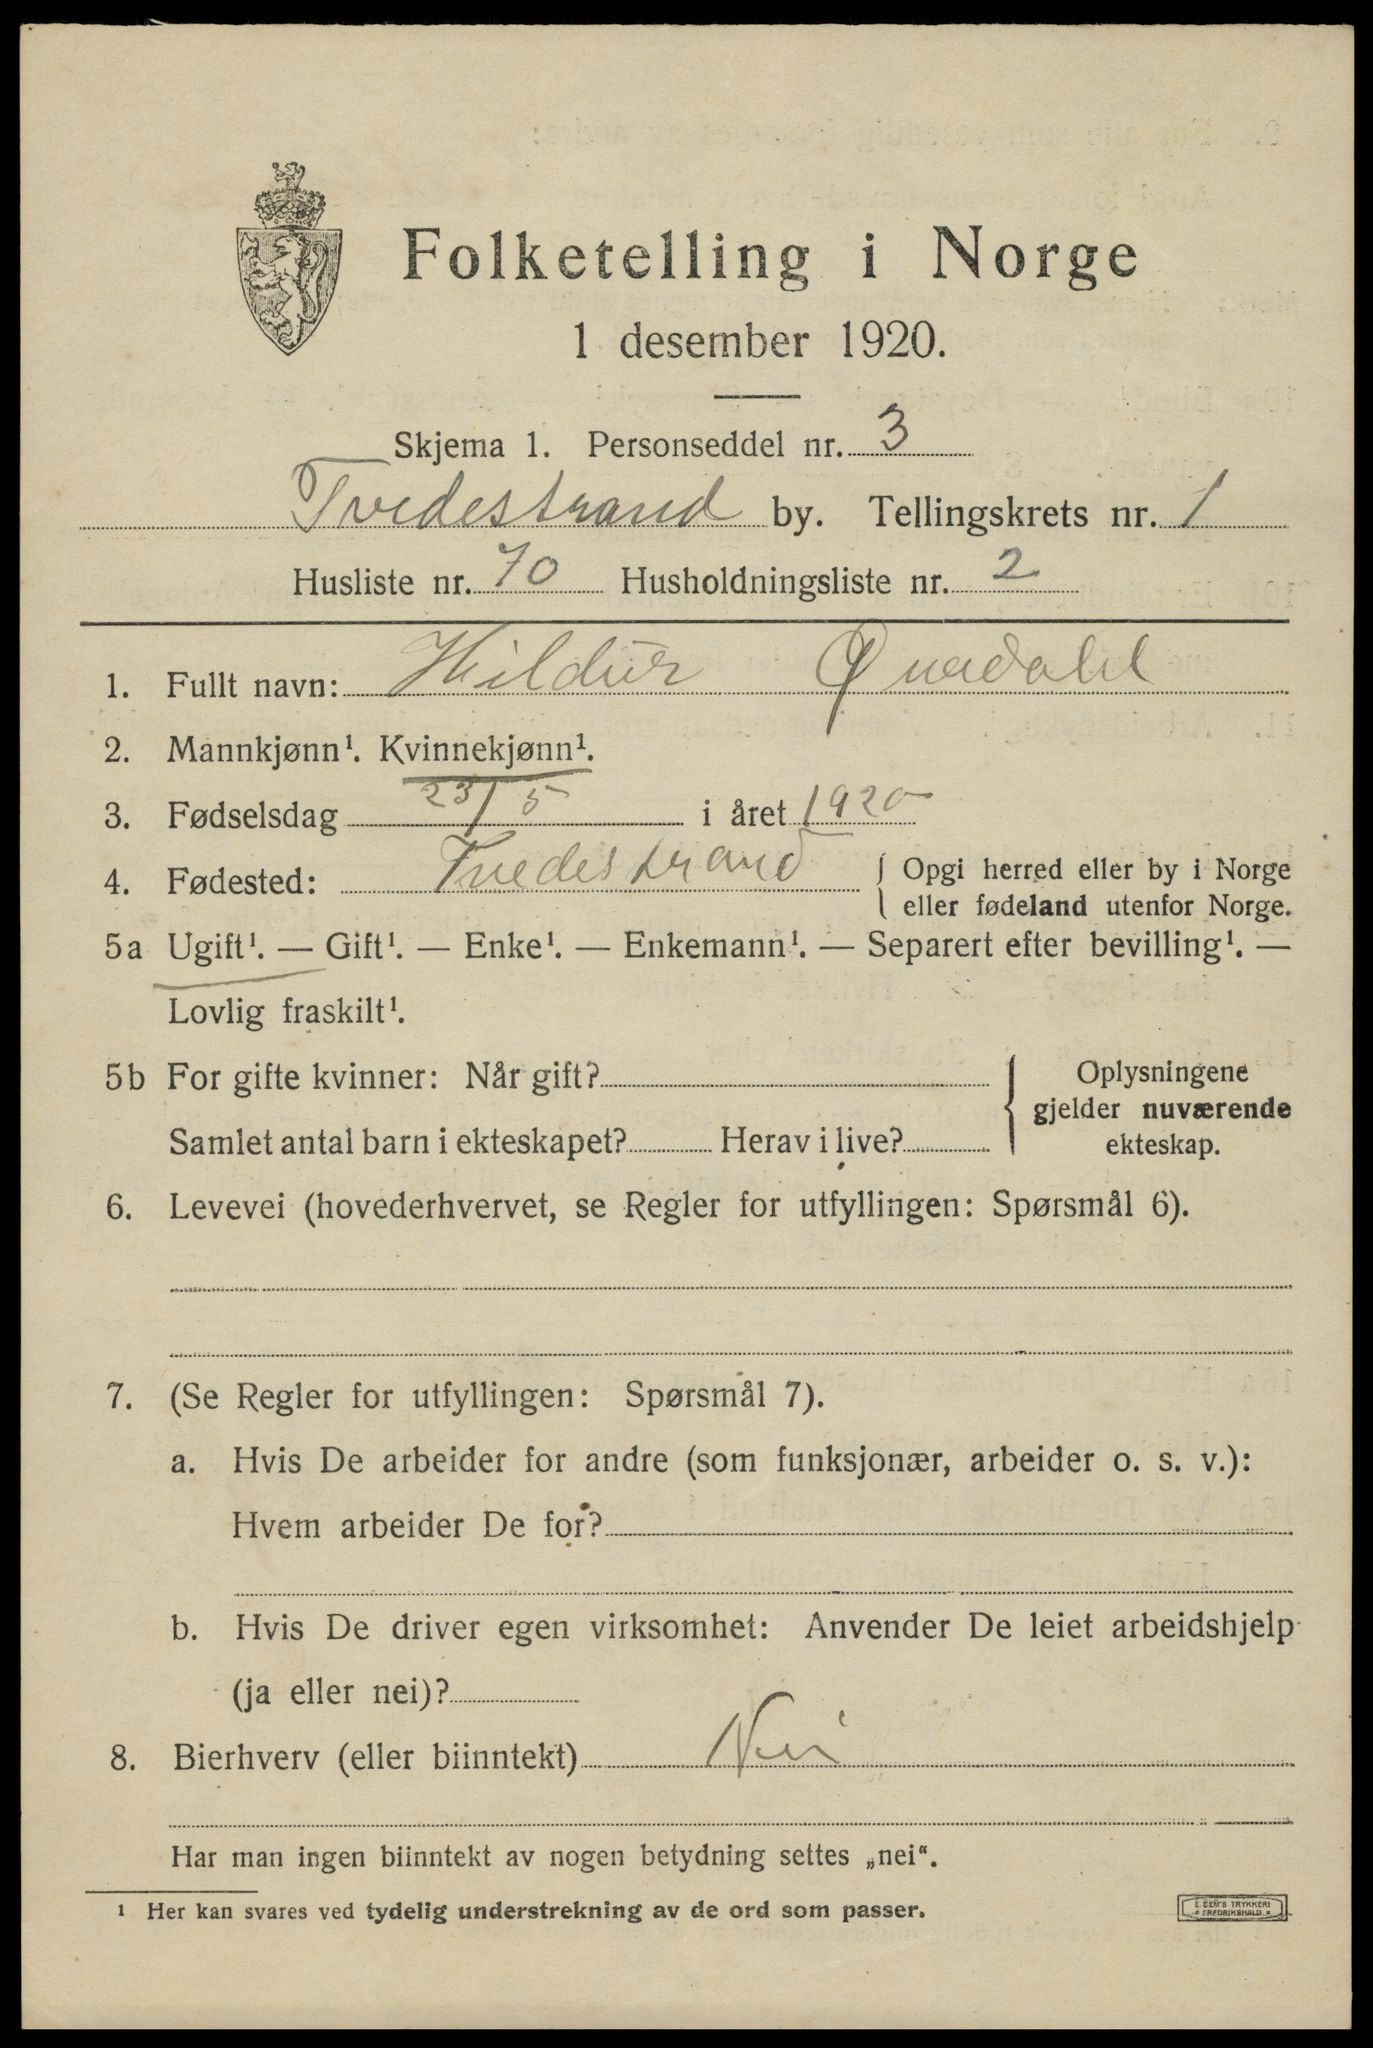 Folketelling i Norge
1 desember 1920.
Skjema 1. Personseddel nr. 3
Tvedestrand by. Tellingskrets nr. 1
Husliste nr. 70 Husholdningsliste nr. 2
1. Fullt navn: Hildur
2. Mannkjønn¹. Kvinnekjønn¹.
3. Fødselsdag 23/5 i året 1920
4. Fødested: Tvedestrand { Opgi herred eller by i Norge
eller fødeland utenfor Norge.
5a Ugift¹. — Gift¹. — Enke¹. — Enkemann¹. — Separert efter bevilling¹. —
Lovlig fraskilt¹.
5b For gifte kvinner: Når gift?
Samlet antal barn i ekteskapet? Herav i live?
{ Oplysningene
gjelder nuværende
ekteskap.
6. Levevei (hovederhvervet, se Regler for utfyllingen: Spørsmål 6).
7. (Se Regler for utfyllingen: Spørsmål 7).
a. Hvis De arbeider for andre (som funksjonær, arbeider o. s. v.):
Hvem arbeider De for?
b. Hvis De driver egen virksomhet: Anvender De leiet arbeidshjelp
(ja eller nei)?
8. Bierhverv (eller biinntekt) Nei
Har man ingen biinntekt av nogen betydning settes „nei“.
¹ Her kan svares ved tydelig understrekning av de ord som passer.
E. SEM'S TRYKKERI
FREDRIKSHALD.